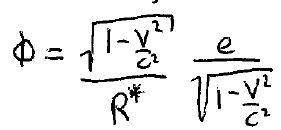 Φ = √(1 - v²/c²) / R* e / √(1 - v²/c²)